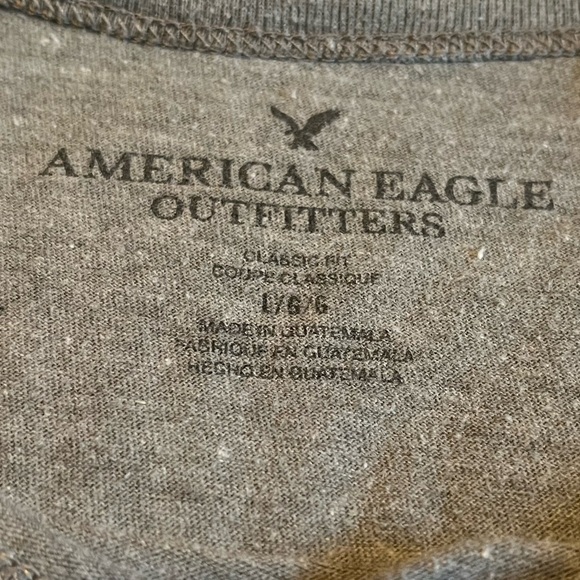 AMERICAN EAGLE
OUTFITTERS
CLASSIC FIT
COUPE CLASSIQUE
L/G/G
MADE IN GUATEMALA
FABRIQUE EN GUATEMALA
HECHO EN GUATEMALA